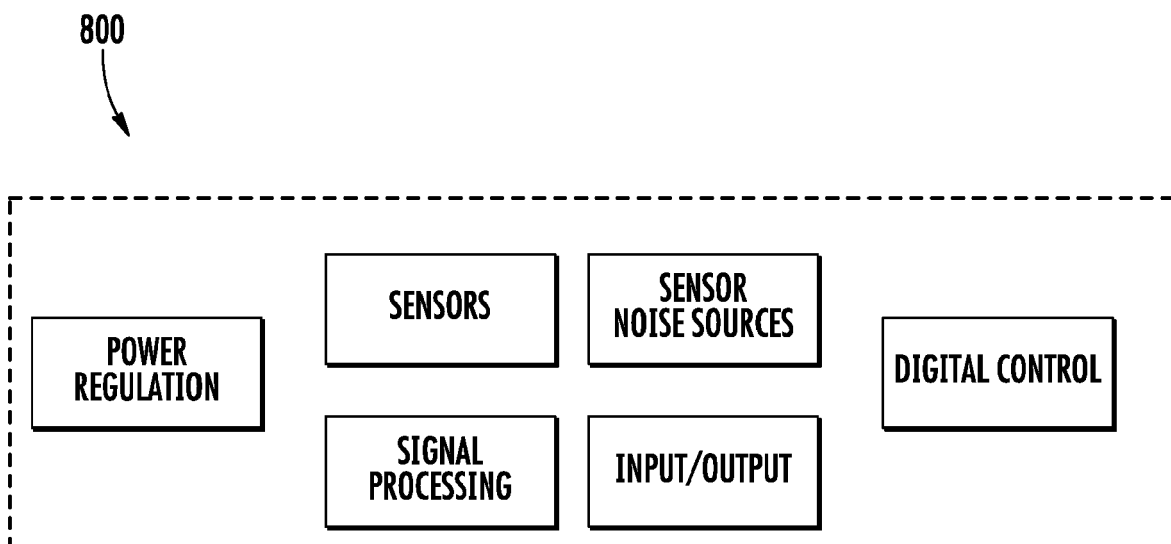 800
SENSORS
SENSOR
NOISE SOURCES
POWER
REGULATION
DIGITAL CONTROL
SIGNAL
PROCESSING
INPUT/OUTPUT